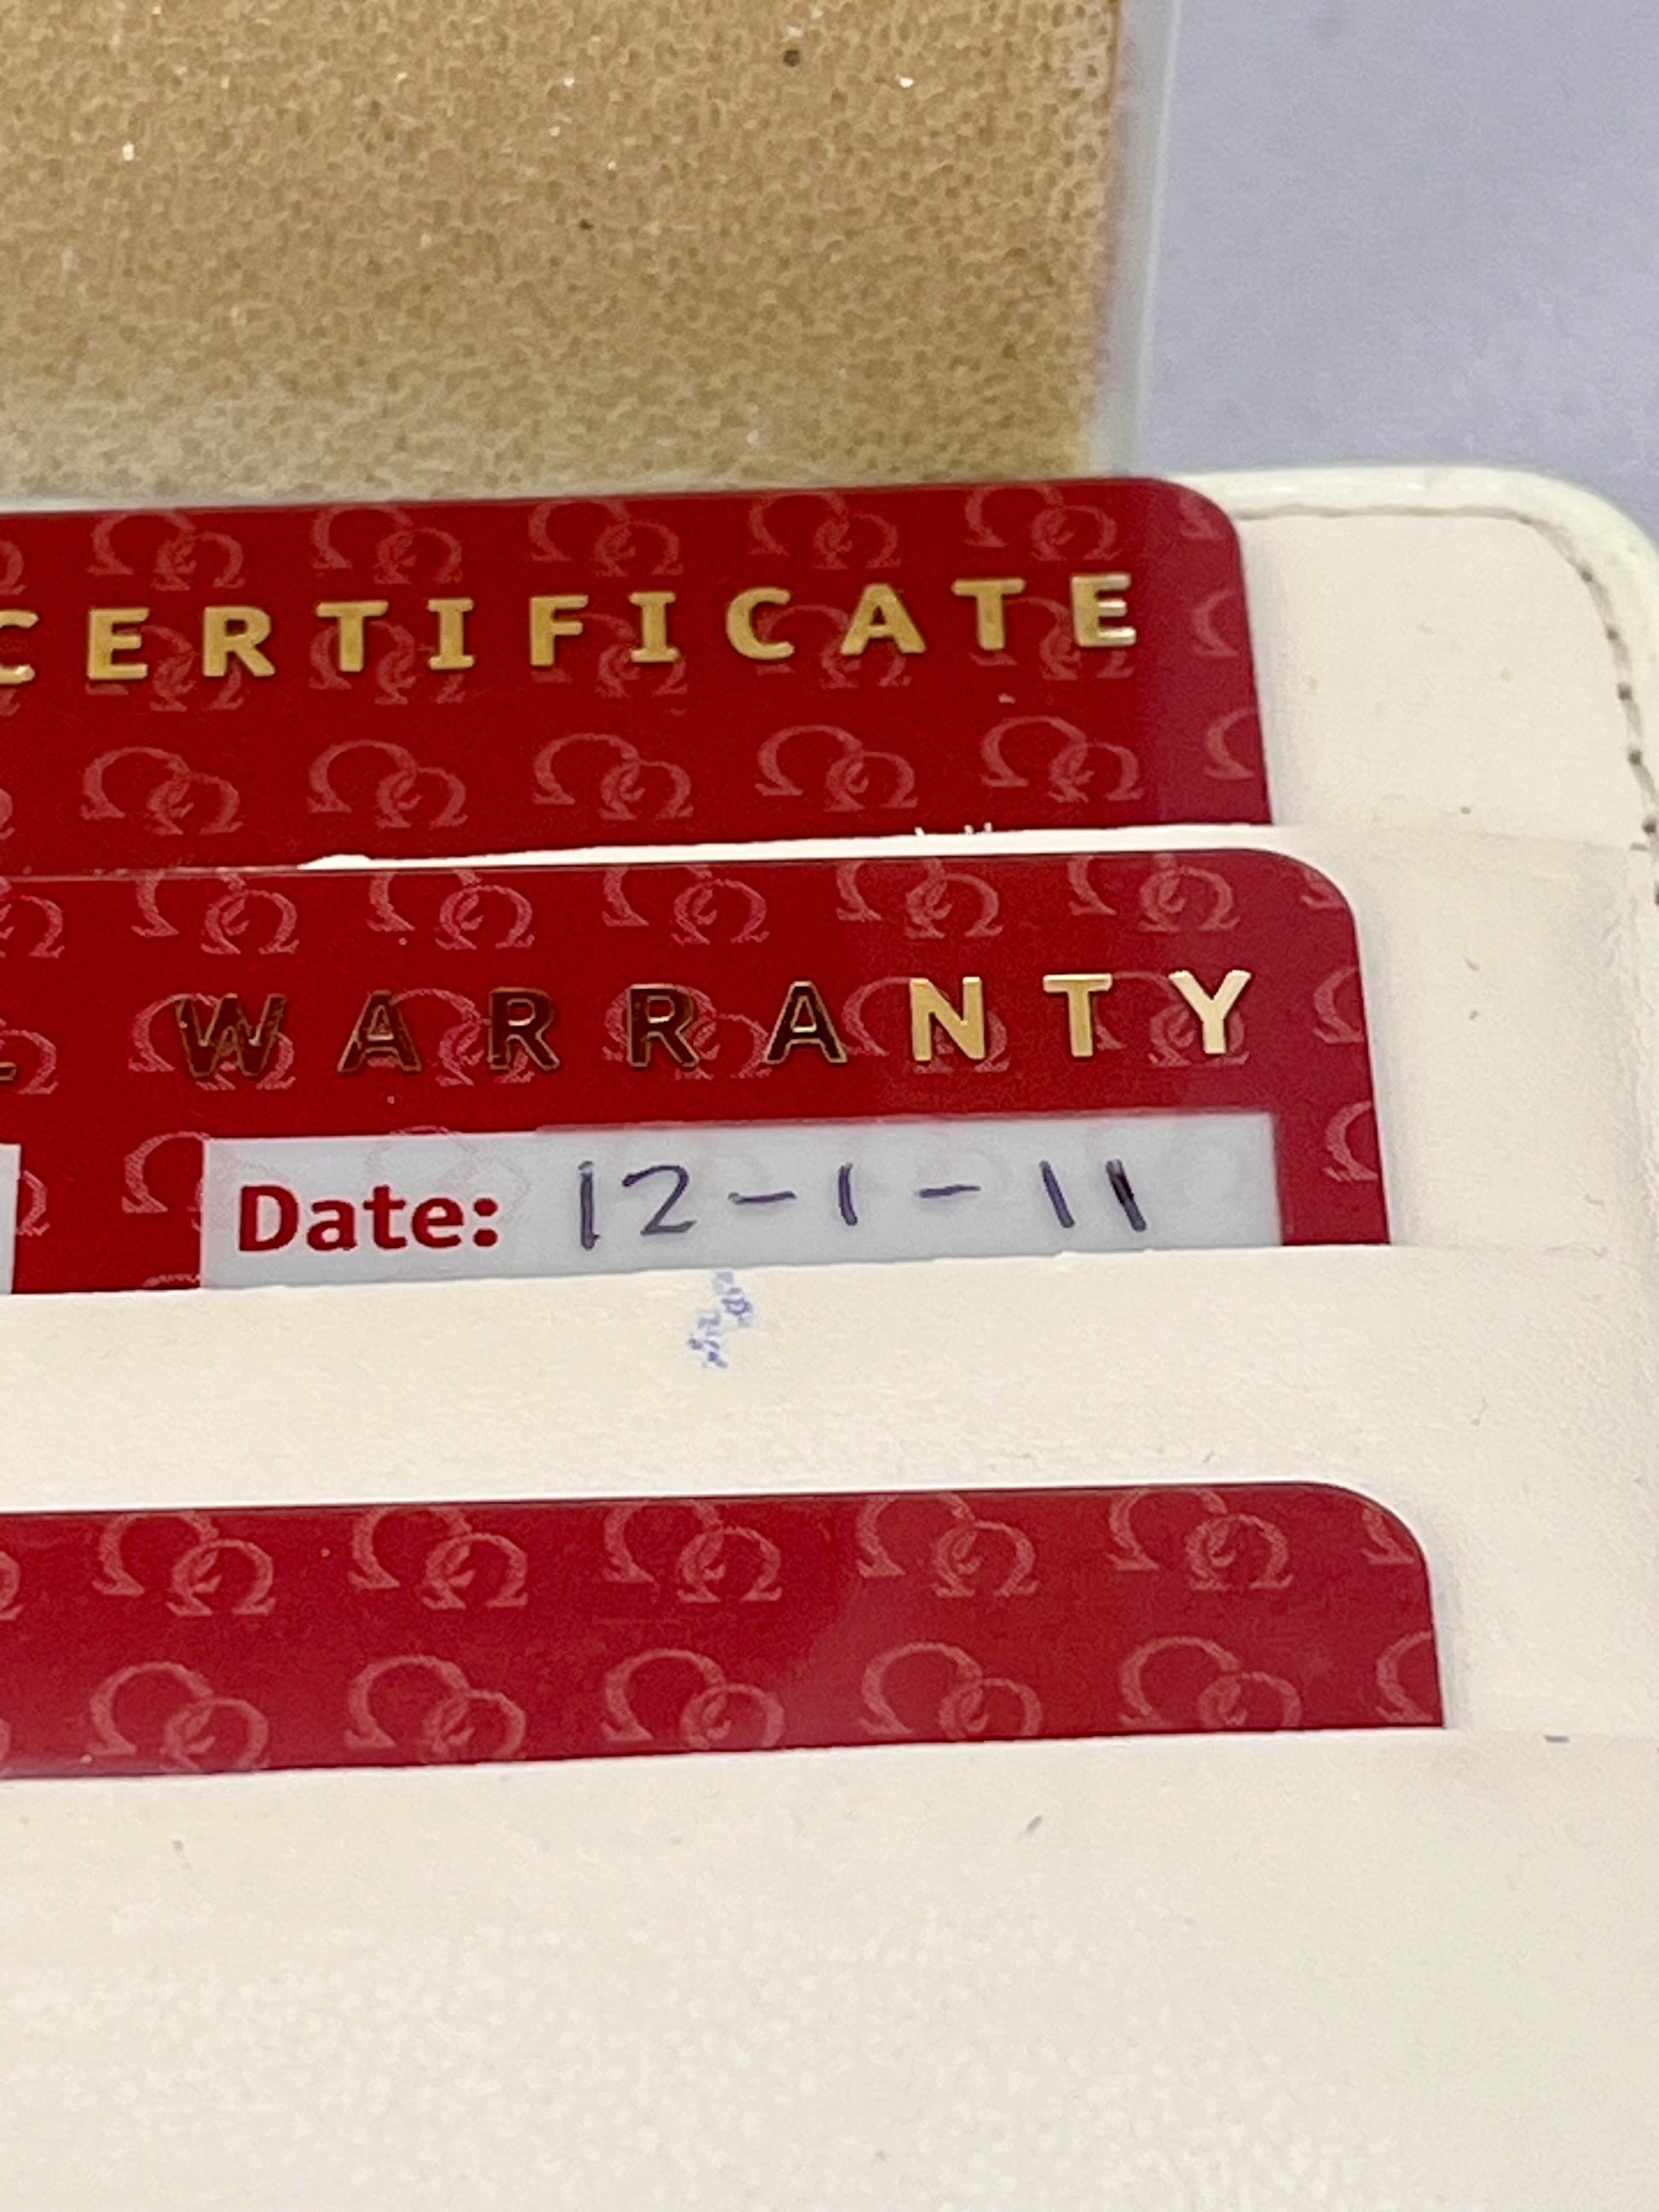 CERTIFICATE
WARRANTY
Date: 12-1-11